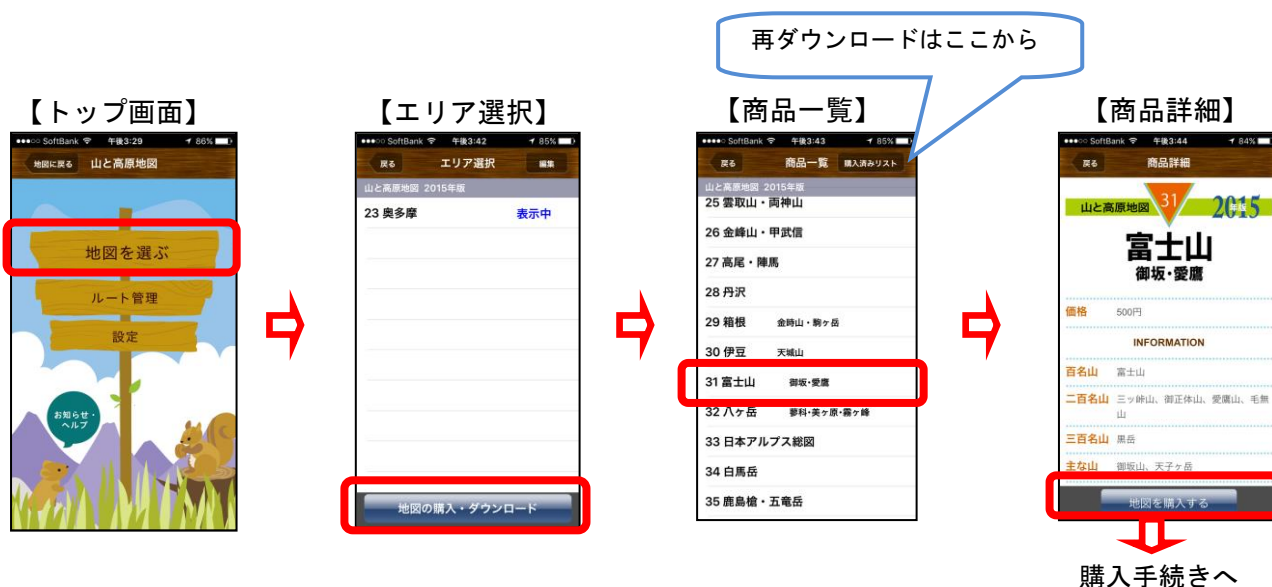 再ダウンロードはここから
【トップ画面】
●●●○○ SoftBank 午後3:29 86%
地図に戻る 山と高原地図
地図を選ぶ
ルート管理
設定
お知らせ・
ヘルプ
【エリア選択】
●●●○○ SoftBank 午後3:42 85%
戻る エリア選択 編集
山と高原地図 2015年版
23 奥多摩 表示中
地図の購入・ダウンロード
【商品一覧】
●●●●○ SoftBank 午後3:43 85%
戻る 商品一覧 購入済みリスト
山と高原地図 2015年版
25 雲取山・両神山
26 金峰山・甲武信
27 高尾・陣馬
28 丹沢
29 箱根 金時山・駒ヶ岳
30 伊豆 天城山
31 富士山 御坂・愛鷹
32 八ヶ岳 蓼科・美ヶ原・霧ヶ峰
33 日本アルプス総図
34 白馬岳
35 鹿島槍・五竜岳
【商品詳細】
●●●○○ SoftBank 午後3:44 84%
戻る 商品詳細
山と高原地図 31 2015年版
富士山
御坂・愛鷹
価格 500円
INFORMATION
百名山 富士山
二百名山 三ッ峠山、御正体山、愛鷹山、毛無
山
三百名山 黒岳
主な山 御坂山、天子ヶ岳
地図を購入する
購入手続きへ